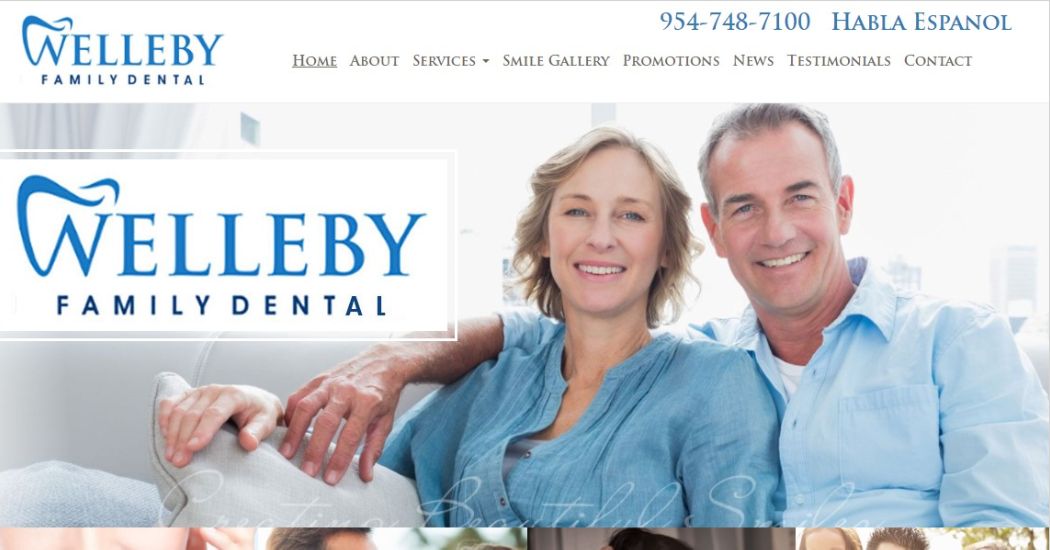 WELLEBY
FAMILY DENTAL
954-748-7100 Habla Espanol
Home About Services Smile Gallery Promotions News Testimonials Contact
WELLEBY
FAMILY DENTAL
Creating Beautiful Smiles